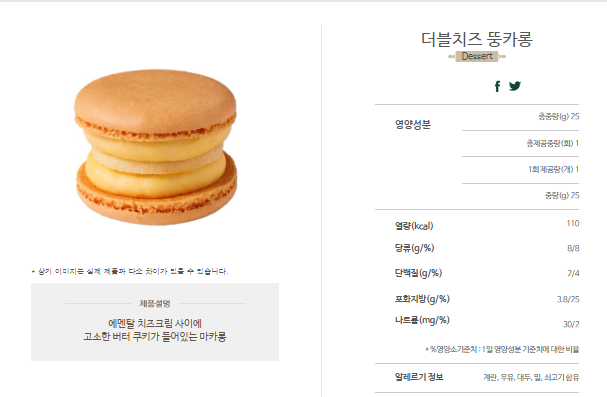 더블치즈 뚱카롱
Dessert
영양성분
총중량(g) 25
총제공중량(회) 1
1회 제공량(개) 1
중량(g) 25
열량(kcal) 110
당류(g/%) 8/8
단백질(g/%) 2/4
포화지방(g/%) 3.8/25
나트륨(mg/%) 30/2
* %영양소기준치 : 1일 영양성분 기준치에 대한 비율
알레르기 정보 계란, 우유, 대두, 밀, 쇠고기 함유
* 상기 이미지는 실제 제품과 다소 차이가 있을 수 있습니다.
제품설명
에멘탈 치즈크림 사이에
고소한 버터 쿠키가 들어있는 마카롱